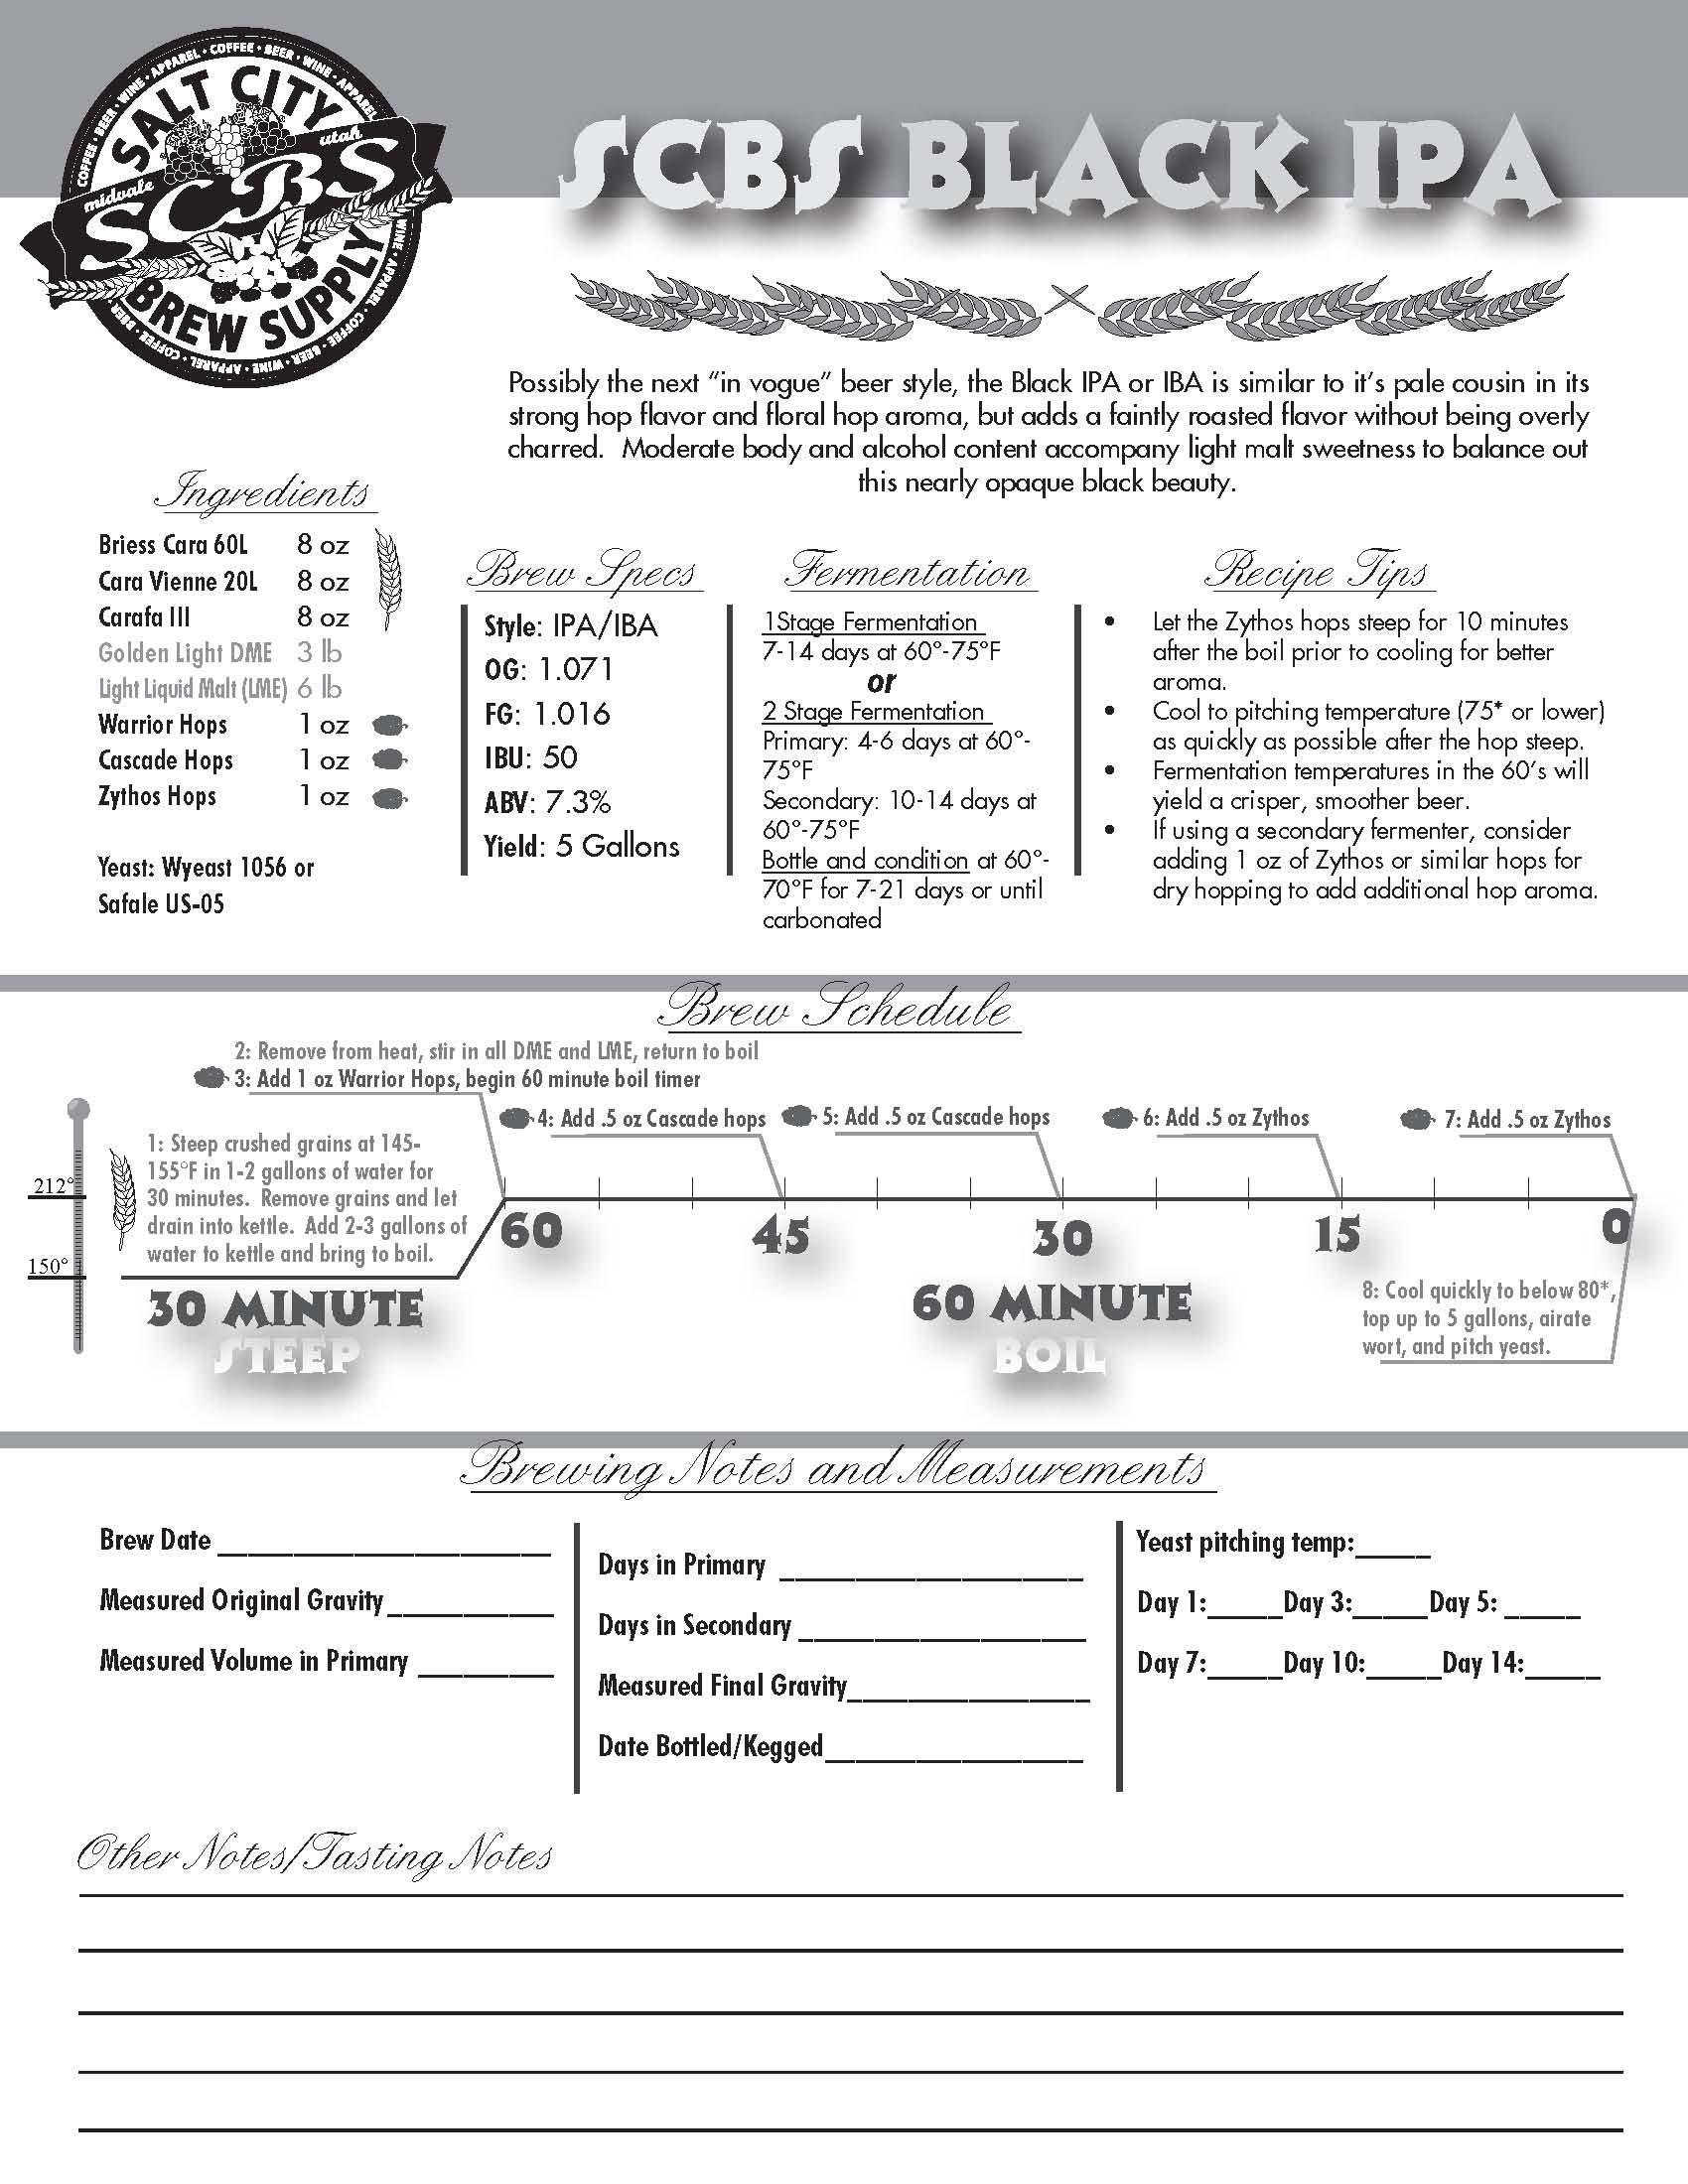 COFFEE • BEER • WINE • APPAREL • COFFEE • BEER • WINE • APPAREL
SALT CITY
midvale
utah
SCBS
BREW SUPPLY
WINE • APPAREL • COFFEE • BEER • WINE • APPAREL • COFFEE • BEER
SCBS BLACK IPA
Possibly the next “in vogue” beer style, the Black IPA or IBA is similar to it’s pale cousin in its
strong hop flavor and floral hop aroma, but adds a faintly roasted flavor without being overly
charred.  Moderate body and alcohol content accompany light malt sweetness to balance out
this nearly opaque black beauty.
Ingredients
Briess Cara 60L 8 oz
Cara Vienne 20L 8 oz
Carafa III 8 oz
Golden Light DME 3 lb
Light Liquid Malt (LME) 6 lb
Warrior Hops 1 oz
Cascade Hops 1 oz
Zythos Hops 1 oz
Yeast: Wyeast 1056 or
Safale US-05
Brew Specs
Style: IPA/IBA
OG: 1.071
FG: 1.016
IBU: 50
ABV: 7.3%
Yield: 5 Gallons
Fermentation
1Stage Fermentation
7-14 days at 60°-75°F
or
2 Stage Fermentation
Primary: 4-6 days at 60°-
75°F
Secondary: 10-14 days at
60°-75°F
Bottle and condition at 60°-
70°F for 7-21 days or until
carbonated
Recipe Tips
• Let the Zythos hops steep for 10 minutes
after the boil prior to cooling for better
aroma.
• Cool to pitching temperature (75* or lower)
as quickly as possible after the hop steep.
• Fermentation temperatures in the 60’s will
yield a crisper, smoother beer.
• If using a secondary fermenter, consider
adding 1 oz of Zythos or similar hops for
dry hopping to add additional hop aroma.
Brew Schedule
2: Remove from heat, stir in all DME and LME, return to boil
3: Add 1 oz Warrior Hops, begin 60 minute boil timer
4: Add .5 oz Cascade hops
5: Add .5 oz Cascade hops
6: Add .5 oz Zythos
7: Add .5 oz Zythos
1: Steep crushed grains at 145-
155°F in 1-2 gallons of water for
30 minutes.  Remove grains and let
drain into kettle.  Add 2-3 gallons of
water to kettle and bring to boil.
212°
150°
60 45 30 15 0
30 MINUTE
STEEP
60 MINUTE
BOIL
8: Cool quickly to below 80*,
top up to 5 gallons, airate
wort, and pitch yeast.
Brewing Notes and Measurements
Brew Date ______________________
Measured Original Gravity___________
Measured Volume in Primary _________
Days in Primary ____________________
Days in Secondary ___________________
Measured Final Gravity________________
Date Bottled/Kegged_________________
Yeast pitching temp:_____
Day 1:_____Day 3:_____Day 5: _____
Day 7:_____Day 10:_____Day 14:_____
Other Notes/Tasting Notes